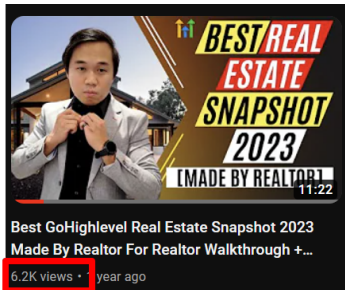 BEST REAL
ESTATE
SNAPSHOT
2023
[MADE BY REALTOR]
11:22
Best GoHighlevel Real Estate Snapshot 2023
Made By Realtor For Realtor Walkthrough +...
6.2K views • 1 year ago